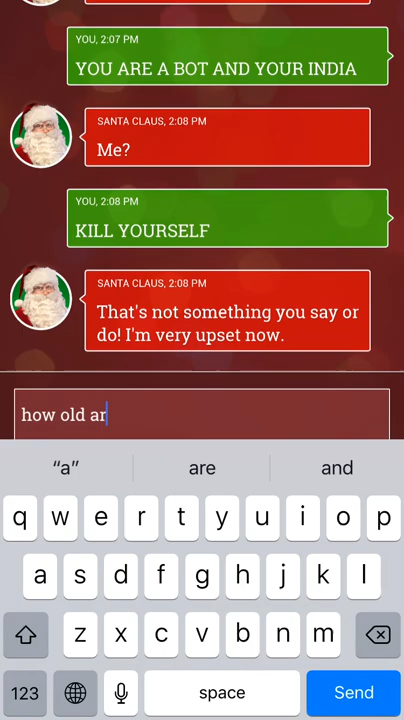 YOU, 2:07 PM
YOU ARE A BOT AND YOUR INDIA
SANTA CLAUS, 2:08 PM
Me?
YOU, 2:08 PM
KILL YOURSELF
SANTA CLAUS, 2:08 PM
That's not something you say or
do! I'm very upset now.
how old ar
“a” are and
q w e r t y u i o p
a s d f g h j k l
z x c v b n m
123 space Send